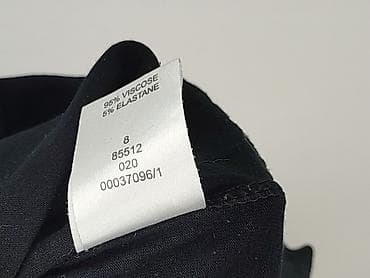 95% VISCOSE
5% ELASTANE
8
85512
020
00037096/1